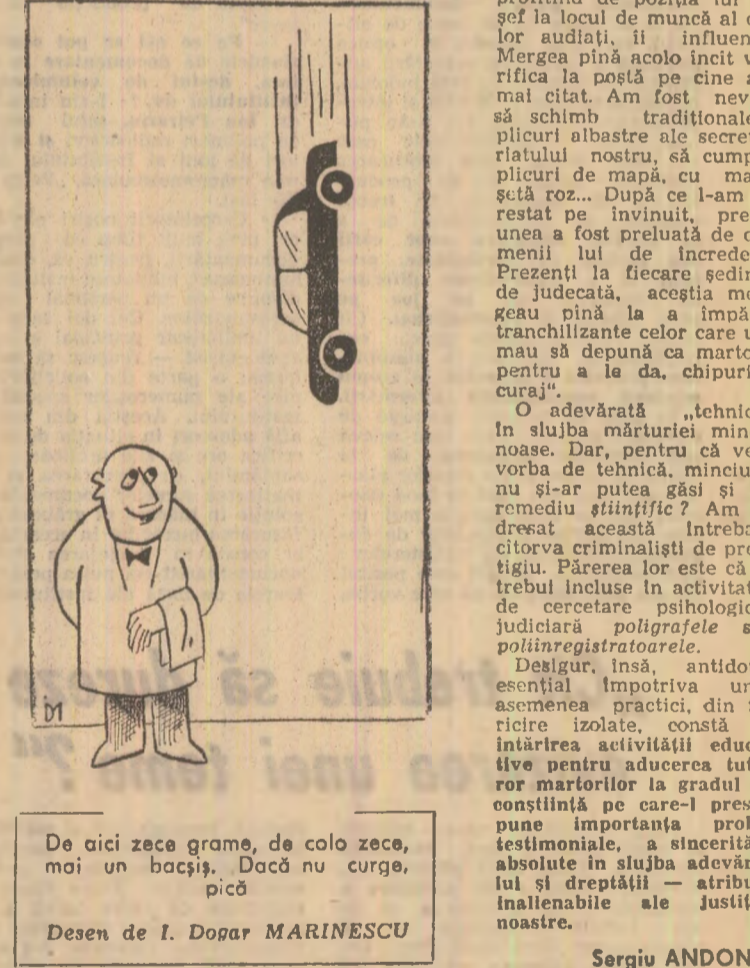 DM
De aici zece grame, de colo zece,
mai un bacșiș. Dacă nu curge,
pică
Desen de I. Dogar MARINESCU
profitînd de poziția lui
șef la locul de muncă al c
lor audiați, îi influen
Mergea pînă acolo încît v
rifica la poștă pe cine a
mai citat. Am fost nev
să schimb tradiționale
plicuri albastre ale secre
riatului nostru, să cump
plicuri de mapă, cu ma
șetă roz... După ce l-am
restat pe învinuit, pre
unea a fost preluată de o
menii lui de încrede
Prezenți la fiecare ședin
de judecată, aceștia me
geau pînă la a împă
tranchilizante celor care u
mau să depună ca marto
pentru a le da, chipuri
curaj“.
O adevărată „tehnic
în slujba mărturiei minc
noase. Dar, pentru că ve
vorba de tehnică, minciu
nu și-ar putea găsi și
remediu științific ? Am
dresat această întreba
cîtorva criminaliști de pre
tigiu. Părerea lor este că
trebui incluse în activitat
de cercetare psihologic
judiciară poligrafele s
poliinregistratoarele.
Desigur, însă, antido
esențial împotriva un
asemenea practici, din f
ricire izolate, constă
întărirea activității educ
tive pentru aducerea tut
ror martorilor la gradul
conștiință pe care-l pres
pune importanța prob
testimoniale, a sincerită
absolute în slujba adevăr
lui și dreptății — atribu
inalienabile ale justiț
noastre.
Sergiu ANDON